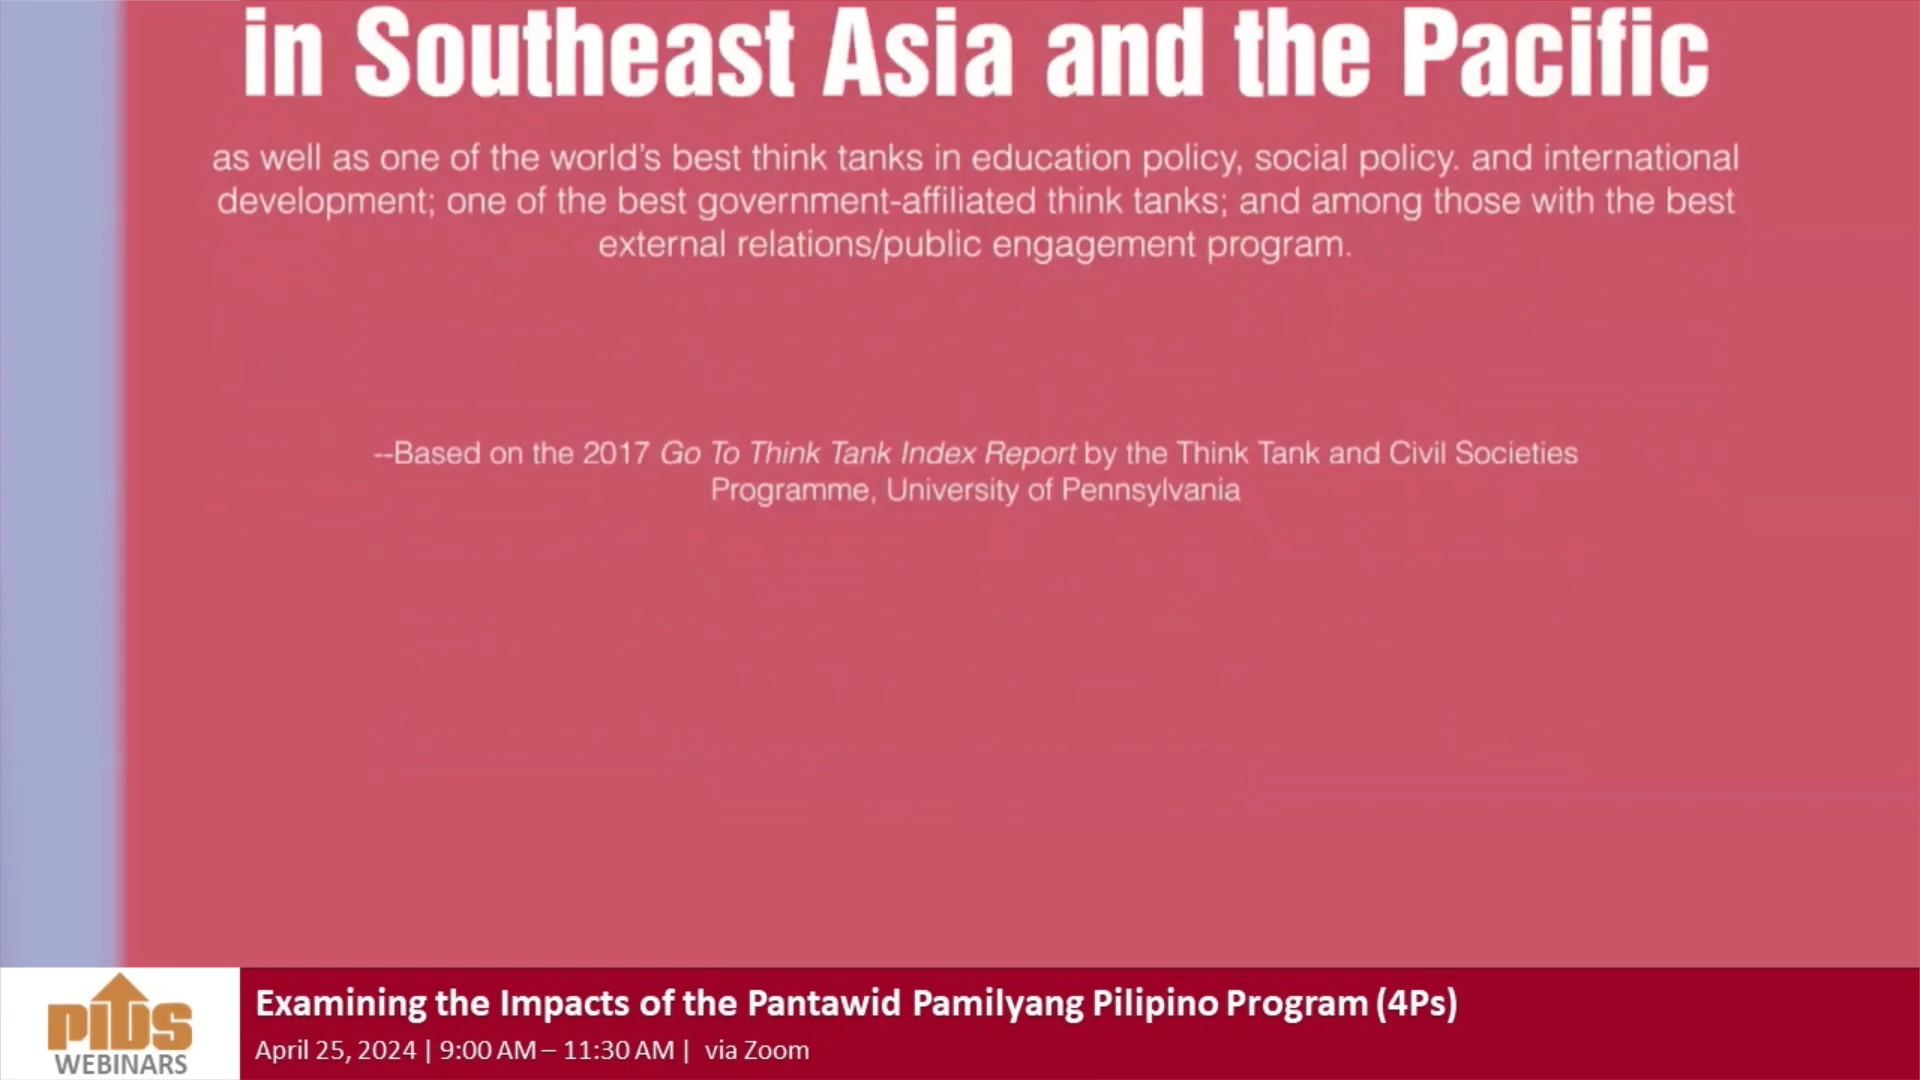 in Southeast Asia and the Pacific
as well as one of the world's best think tanks in education policy, social policy. and international
development; one of the best government-affiliated think tanks; and among those with the best
external relations/public engagement program.
--Based on the 2017 Go To Think Tank Index Report by the Think Tank and Civil Societies
Programme, University of Pennsylvania
pids
WEBINARS
Examining the Impacts of the Pantawid Pamilyang Pilipino Program (4Ps)
April 25, 2024 | 9:00 AM – 11:30 AM | via Zoom